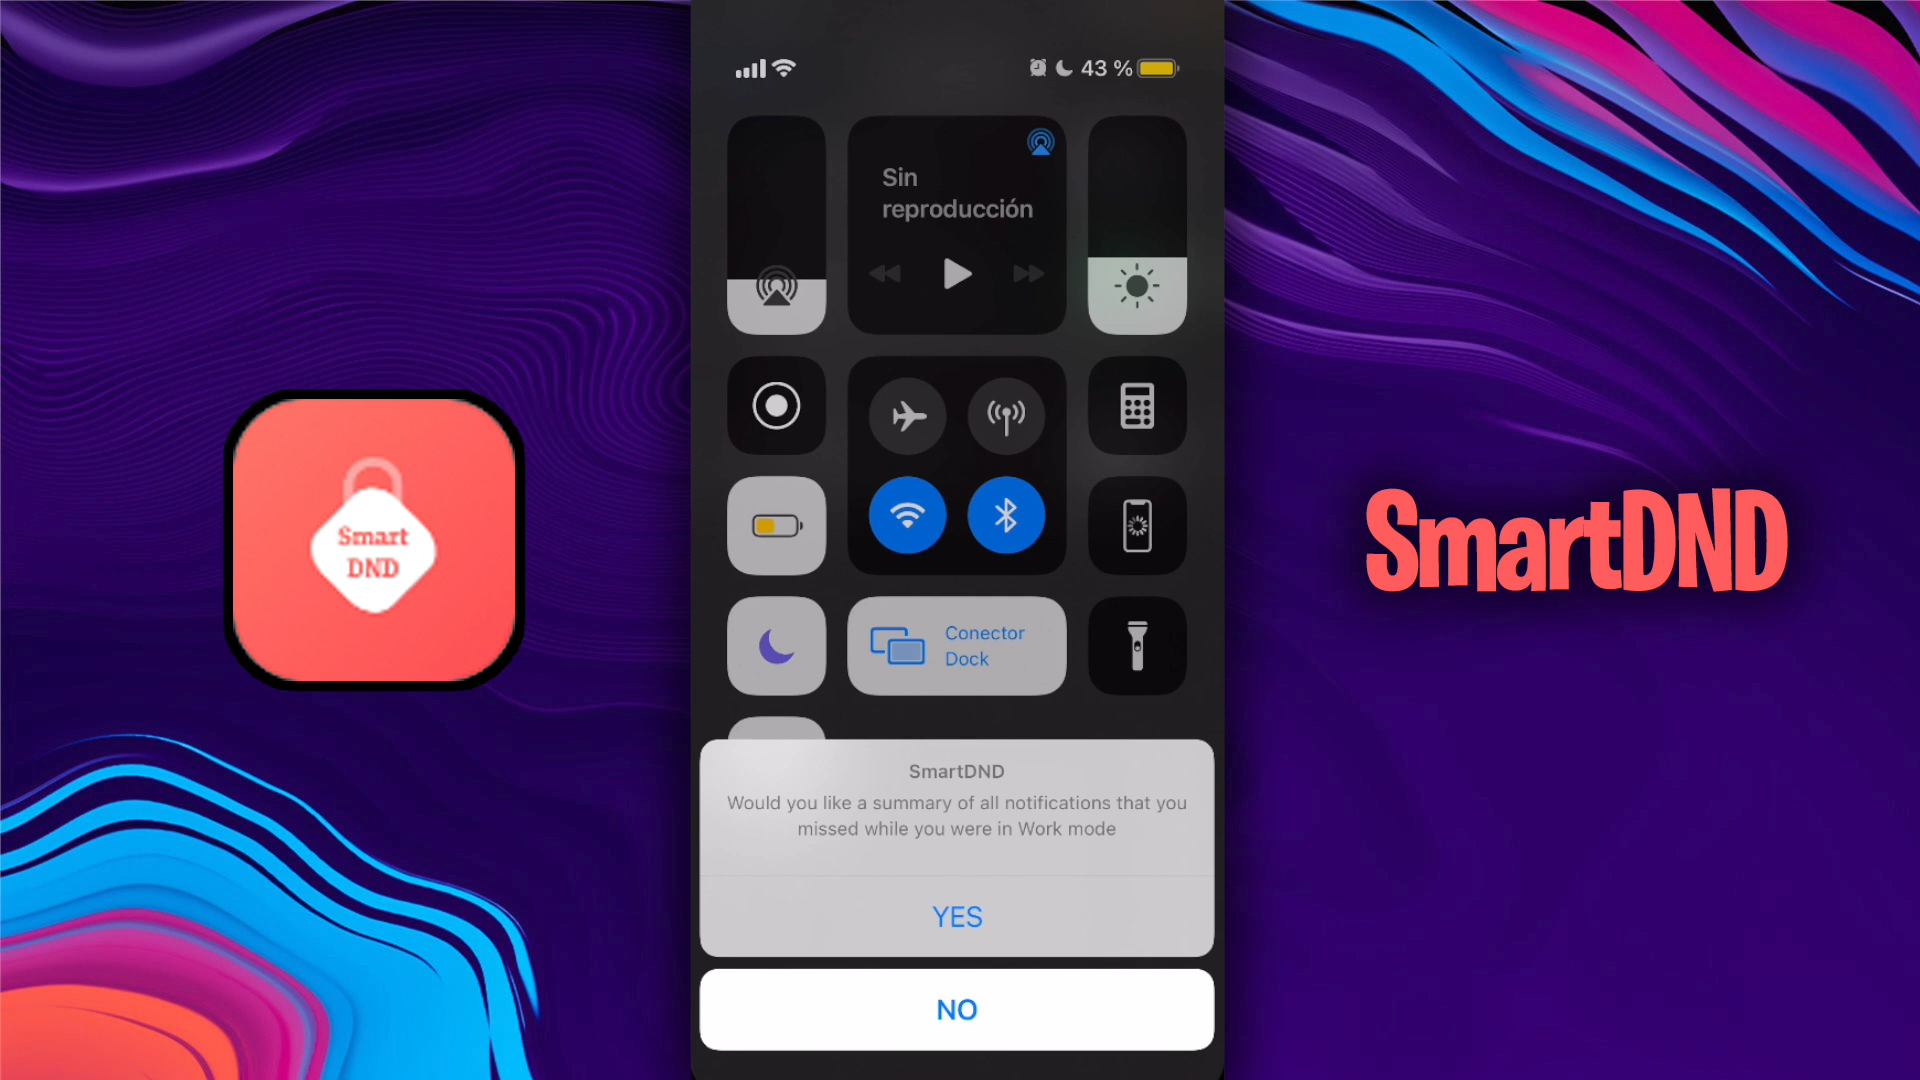 43 %
Sin
reproducción
Smart
DND
SmartDND
Conector
Dock
SmartDND
Would you like a summary of all notifications that you
missed while you were in Work mode
YES
NO